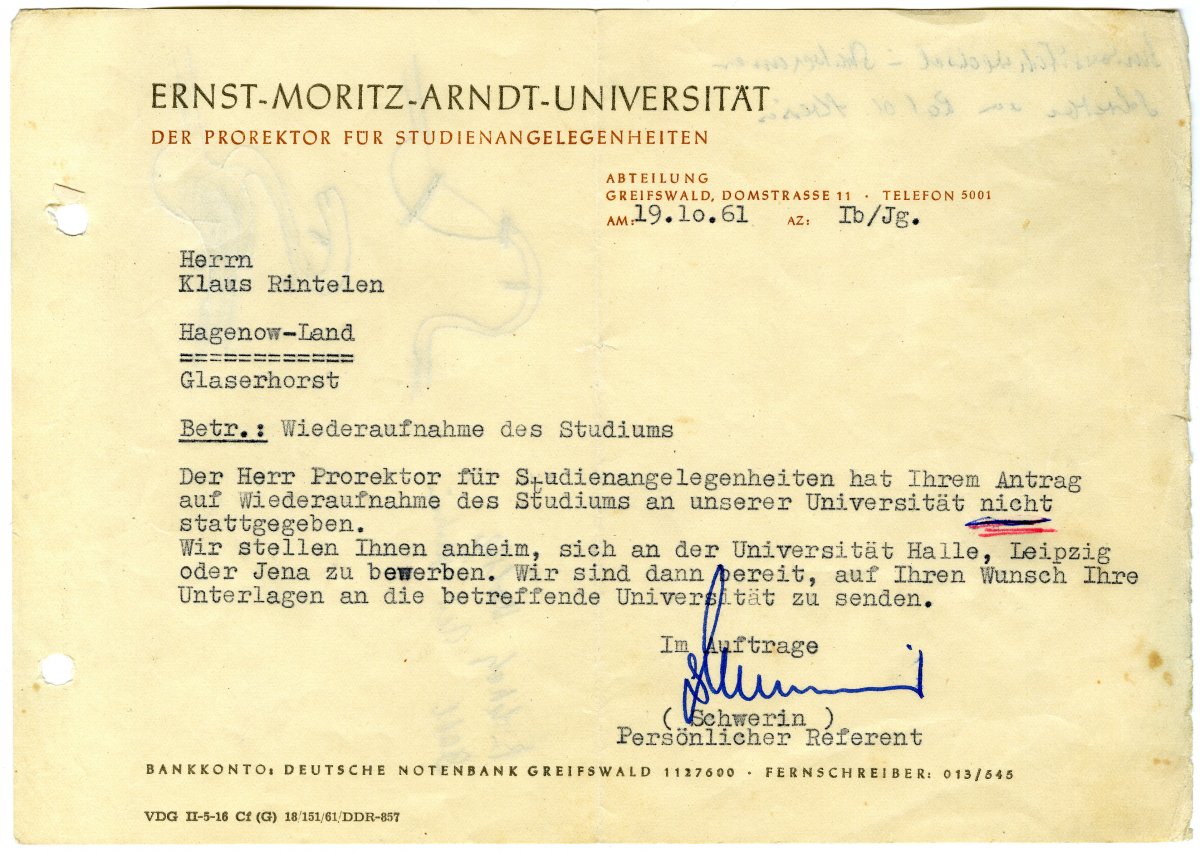 ERNST-MORITZ-ARNDT-UNIVERSITÄT
DER PROREKTOR FÜR STUDIENANGELEGENHEITEN
ABTEILUNG
GREIFSWALD, DOMSTRASSE 11 · TELEFON 5001
AM: 19.10.61 AZ: Ib/Jg.
Herrn
Klaus Rintelen
Hagenow-Land
============
Glaserhorst
Betr.: Wiederaufnahme des Studiums
Der Herr Prorektor für Studienangelegenheiten hat Ihrem Antrag
auf Wiederaufnahme des Studiums an unserer Universität nicht
stattgegeben.
Wir stellen Ihnen anheim, sich an der Universität Halle, Leipzig
oder Jena zu bewerben. Wir sind dann bereit, auf Ihren Wunsch Ihre
Unterlagen an die betreffende Universität zu senden.
Im Auftrage
( Schwerin )
Persönlicher Referent
BANKKONTO: DEUTSCHE NOTENBANK GREIFSWALD 1127600 · FERNSCHREIBER: 013/545
VDG II-5-16 Cf (G) 18/151/61/DDR-857